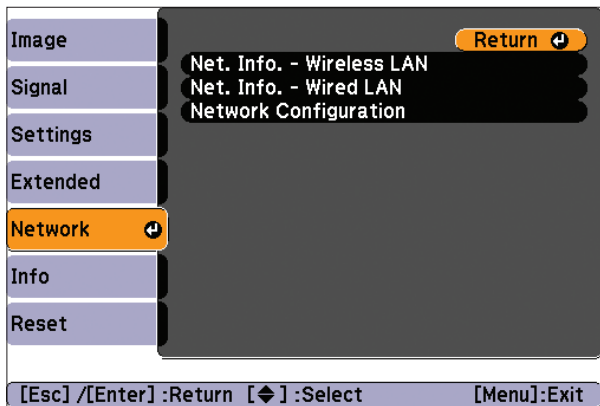 Image
Signal
Settings
Extended
Network
Info
Reset
Return
Net. Info. - Wireless LAN
Net. Info. - Wired LAN
Network Configuration
[Esc] /[Enter] :Return [◆] :Select [Menu]:Exit